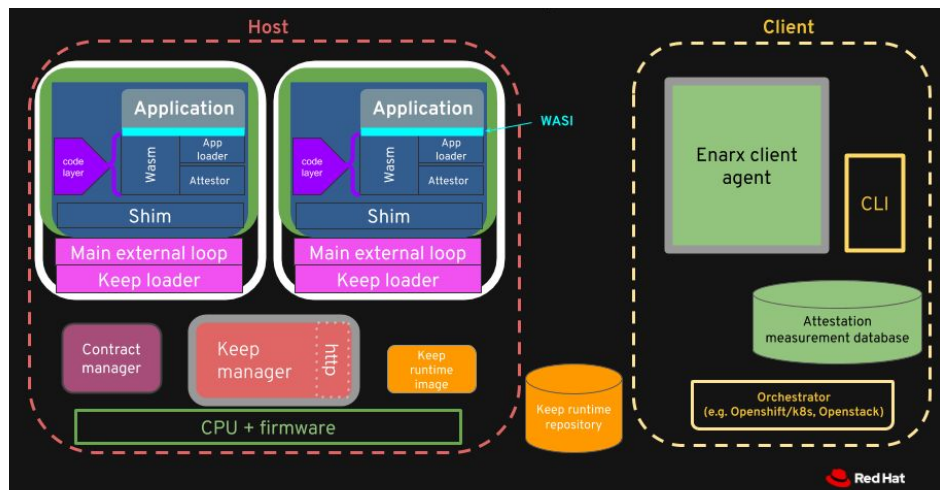 Host
Client
Application
code
layer
Wasm
App
loader
Attestor
Shim
Main external loop
Keep loader
Application
code
layer
Wasm
App
loader
Attestor
Shim
Main external loop
Keep loader
WASI
Enarx client
agent
CLI
Attestation
measurement database
Orchestrator
(e.g. Openshift/k8s, Openstack)
Contract
manager
Keep
manager
http
Keep
runtime
image
Keep runtime
repository
CPU + firmware
Red Hat